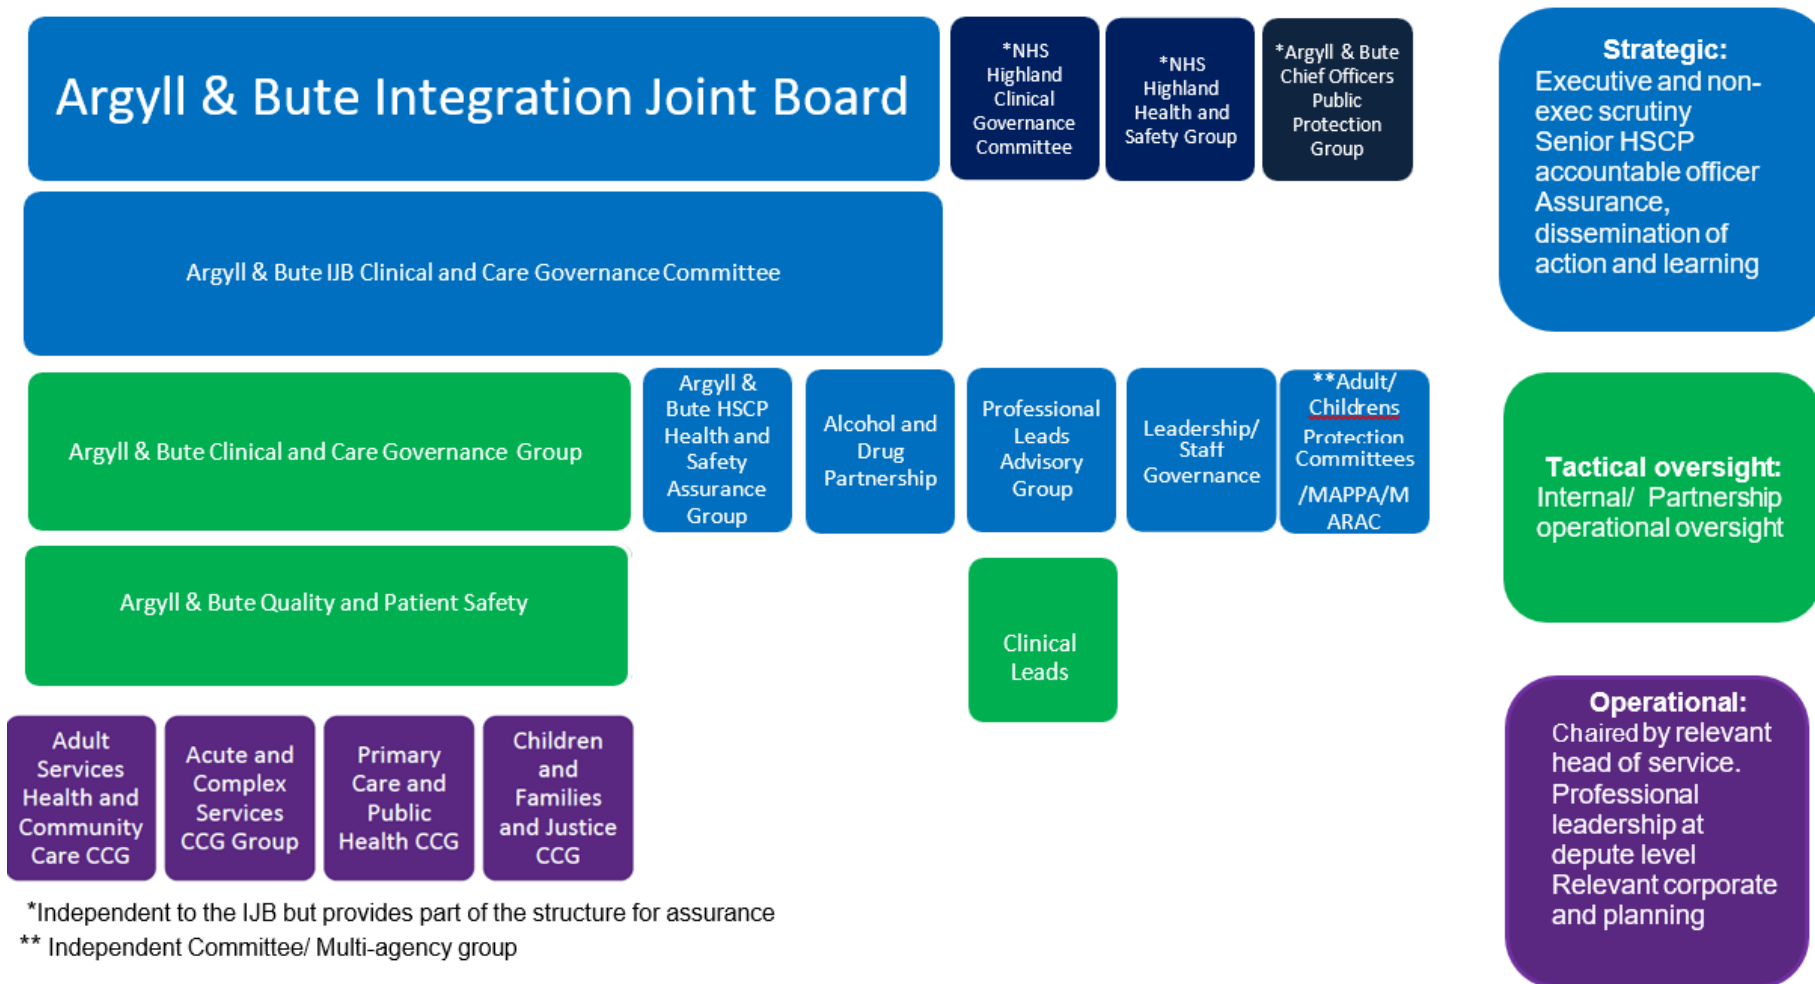 Argyll & Bute Integration Joint Board
*NHS
Highland
Clinical
Governance
Committee
*NHS
Highland
Health and
Safety Group
*Argyll & Bute
Chief Officers
Public
Protection
Group
Strategic:
Executive and non-
exec scrutiny
Senior HSCP
accountable officer
Assurance,
dissemination of
action and learning
Argyll & Bute IJB Clinical and Care Governance Committee
Argyll & Bute Clinical and Care Governance Group
Argyll &
Bute HSCP
Health and
Safety
Assurance
Group
Alcohol and
Drug
Partnership
Professional
Leads
Advisory
Group
Leadership/
Staff
Governance
**Adult/
Childrens
Protection
Committees
/MAPPA/M
ARAC
Tactical oversight:
Internal/ Partnership
operational oversight
Argyll & Bute Quality and Patient Safety
Clinical
Leads
Adult
Services
Health and
Community
Care CCG
Acute and
Complex
Services
CCG Group
Primary
Care and
Public
Health CCG
Children
and
Families
and Justice
CCG
Operational:
Chaired by relevant
head of service.
Professional
leadership at
depute level
Relevant corporate
and planning
*Independent to the IJB but provides part of the structure for assurance
** Independent Committee/ Multi-agency group